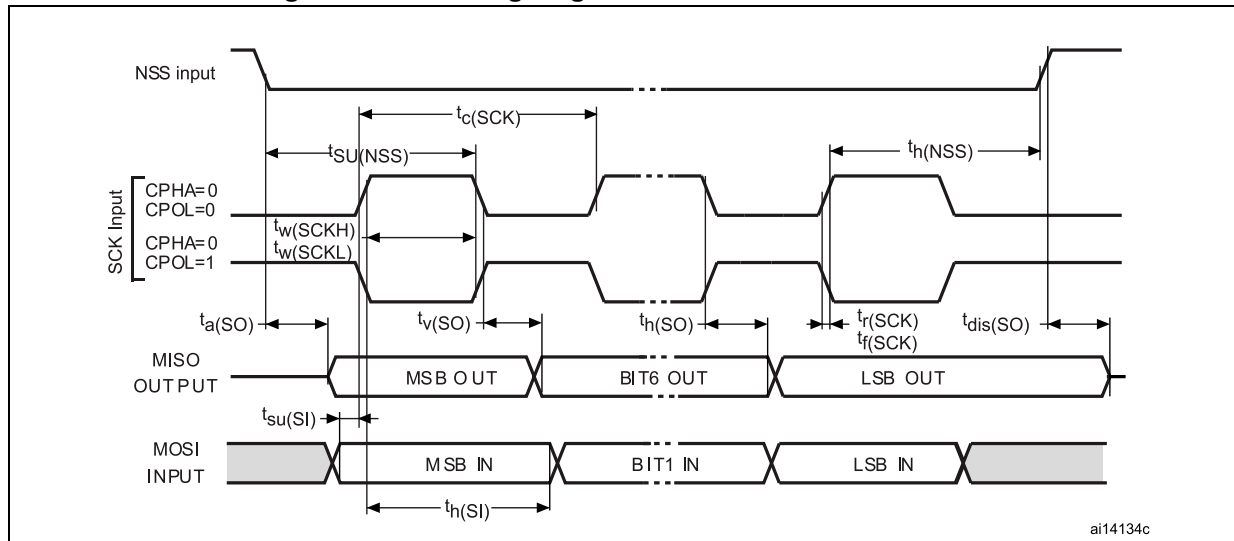 NSS input
tc(SCK)
tSU(NSS)
th(NSS)
SCK Input
CPHA=0
CPOL=0
tw(SCKH)
CPHA=0
tw(SCKL)
CPOL=1
ta(SO)
tv(SO)
th(SO)
tr(SCK)
tf(SCK)
tdis(SO)
MISO
OUTPUT
MSB OUT
BIT6 OUT
LSB OUT
tsu(SI)
MOSI
INPUT
MSB IN
BIT1 IN
LSB IN
th(SI)
ai14134c